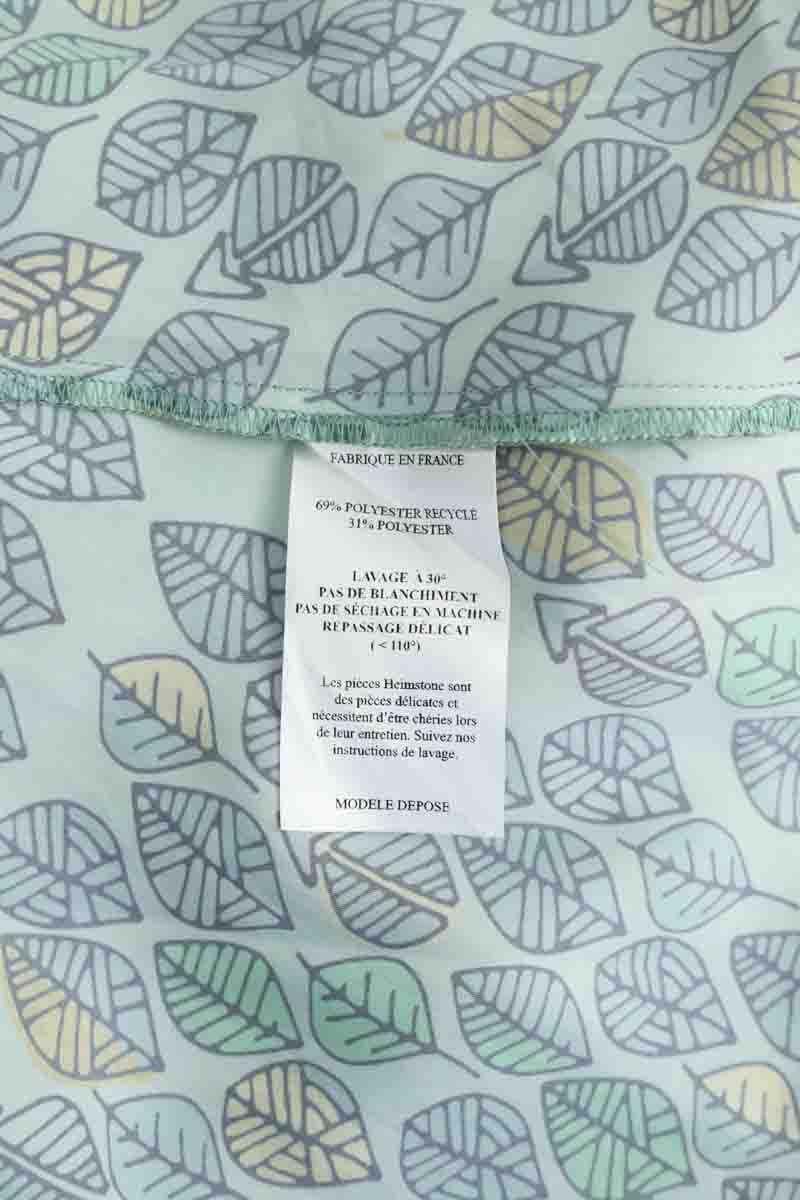 FABRIQUE EN FRANCE
69% POLYESTER RECYCLE
31% POLYESTER
LAVAGE À 30°
PAS DE BLANCHIMENT
PAS DE SÉCHAGE EN MACHINE
REPASSAGE DÉLICAT
( < 110°)
Les pièces Heimstone sont
des pièces délicates et
nécessitent d'être chéries lors
de leur entretien. Suivez nos
instructions de lavage.
MODELE DEPOSE